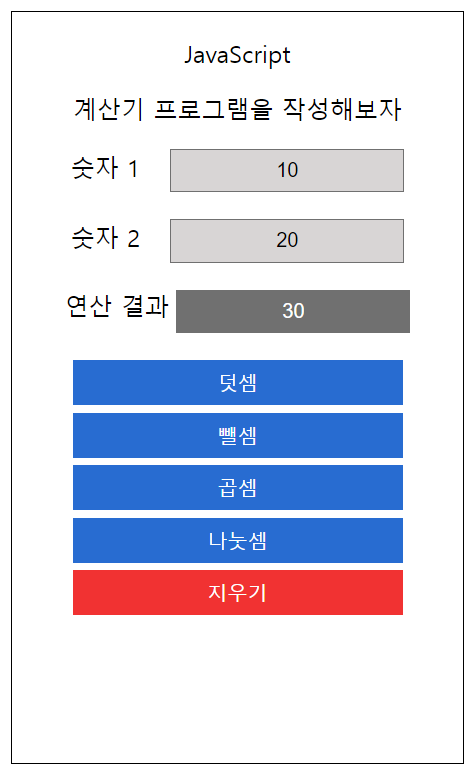 JavaScript
계산기 프로그램을 작성해보자
숫자 1 10
숫자 2 20
연산 결과 30
덧셈
뺄셈
곱셈
나눗셈
지우기